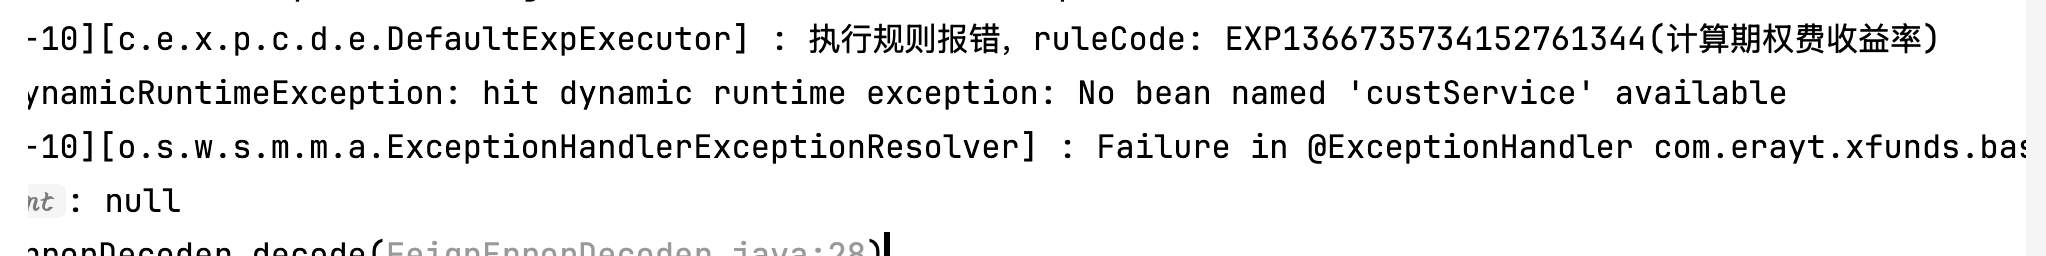 -10][c.e.x.p.c.d.e.DefaultExpExecutor] : 执行规则报错，ruleCode: EXP1366735734152761344(计算期权费收益率)
ynamicRuntimeException: hit dynamic runtime exception: No bean named 'custService' available
-10][o.s.w.s.m.m.a.ExceptionHandlerExceptionResolver] : Failure in @ExceptionHandler com.erayt.xfunds.bas
nt : null
rrorDecoder.decode(FeignErrorDecoder.java:28)